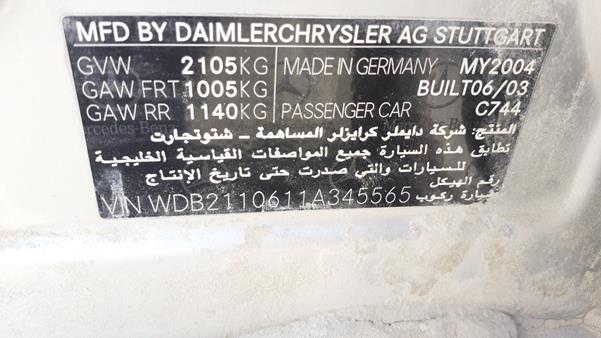 MFD BY DAIMLERCHRYSLER AG STUTTGART
GVW 2105KG MADE IN GERMANY MY2004
GAW FRT 1005KG BUILT06/03
GAW RR 1140KG PASSENGER CAR C744
المنتج: شركة دايملر كرايزلر المساهمة - شتوتجارت
تطابق هذه السيارة جميع المواصفات القياسية الخليجية
للسيارات والتي صدرت حتى تاريخ الإنتاج
رقم الهيكل
VIN WDB2110611A345565 سيارة ركوب